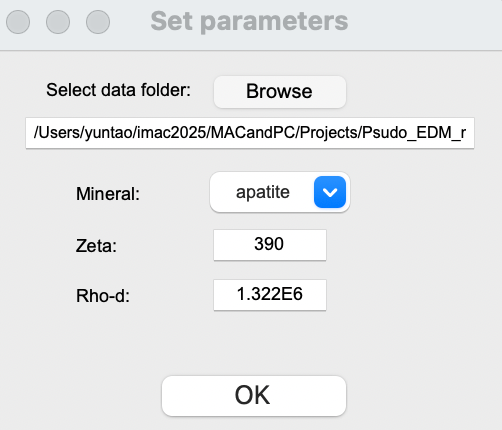 Set parameters
Select data folder: Browse
/Users/yuntao/imac2025/MACandPC/Projects/Psudo_EDM_r
Mineral: apatite
Zeta: 390
Rho-d: 1.322E6
OK